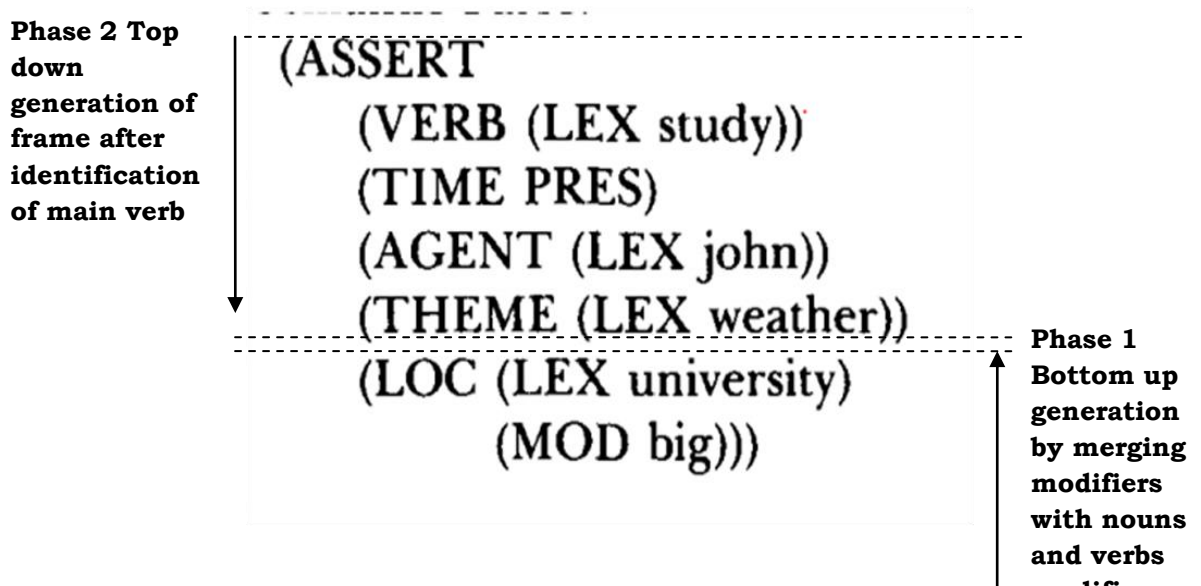 Phase 2 Top
down
generation of
frame after
identification
of main verb
(ASSERT
(VERB (LEX study))
(TIME PRES)
(AGENT (LEX john))
(THEME (LEX weather))
(LOC (LEX university)
(MOD big)))
Phase 1
Bottom up
generation
by merging
modifiers
with nouns
and verbs